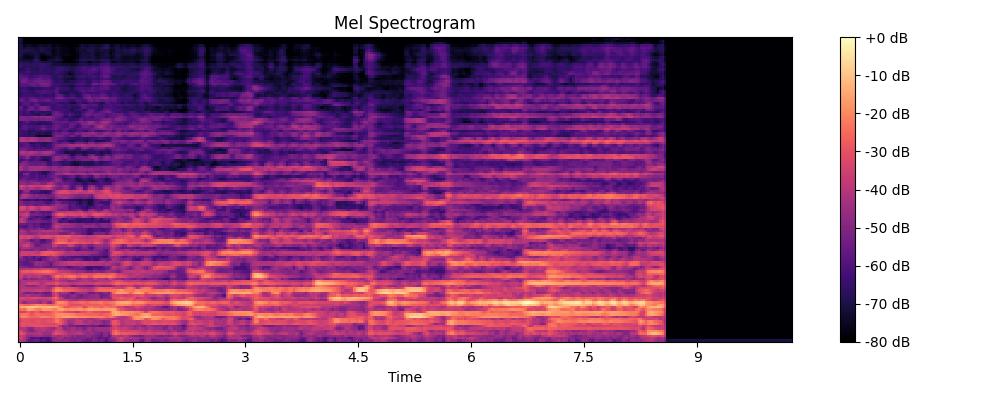 Mel Spectrogram
+0 dB
-10 dB
-20 dB
-30 dB
-40 dB
-50 dB
-60 dB
-70 dB
-80 dB
0 1.5 3 4.5 6 7.5 9
Time